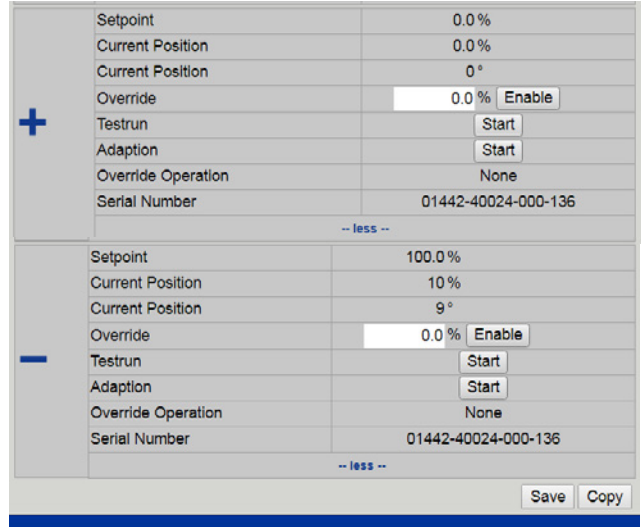 Setpoint 0.0 %
Current Position 0.0 %
Current Position 0 °
Override 0.0 % Enable
Testrun Start
Adaption Start
Override Operation None
Serial Number 01442-40024-000-136
-- less --
Setpoint 100.0 %
Current Position 10 %
Current Position 9 °
Override 0.0 % Enable
Testrun Start
Adaption Start
Override Operation None
Serial Number 01442-40024-000-136
-- less --
Save Copy